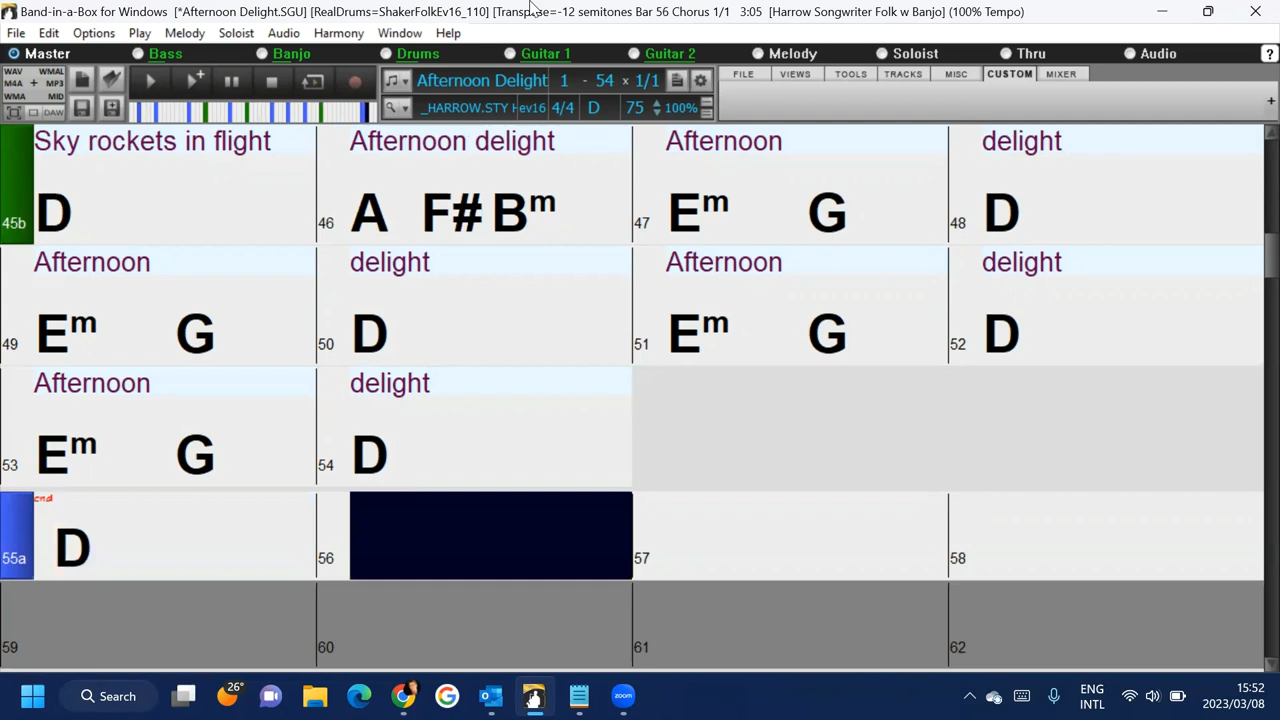 Band-in-a-Box for Windows [*Afternoon Delight.SGU] [RealDrums=ShakerFolkEv16_110] [Transpose=-12 semitones Bar 56 Chorus 1/1 3:05 [Harrow Songwriter Folk w Banjo] (100% Tempo)
File Edit Options Play Melody Soloist Audio Harmony Window Help
Master Bass Banjo Drums Guitar 1 Guitar 2 Melody Soloist Thru Audio ?
WAV WMAL
M4A + MP3
WMA MID
DAW
Afternoon Delight 1 - 54 x 1/1
_HARROW.STY ev16 4/4 D 75 100%
FILE VIEWS TOOLS TRACKS MISC CUSTOM MIXER
+
Sky rockets in flight Afternoon delight Afternoon delight
45b D 46 A F# Bm 47 Em G 48 D
Afternoon delight Afternoon delight
49 Em G 50 D 51 Em G 52 D
Afternoon delight
53 Em G 54 D
end
55a D 56 57 58
59 60 61 62
26° Search
ENG
INTL
15:52
2023/03/08
zoom